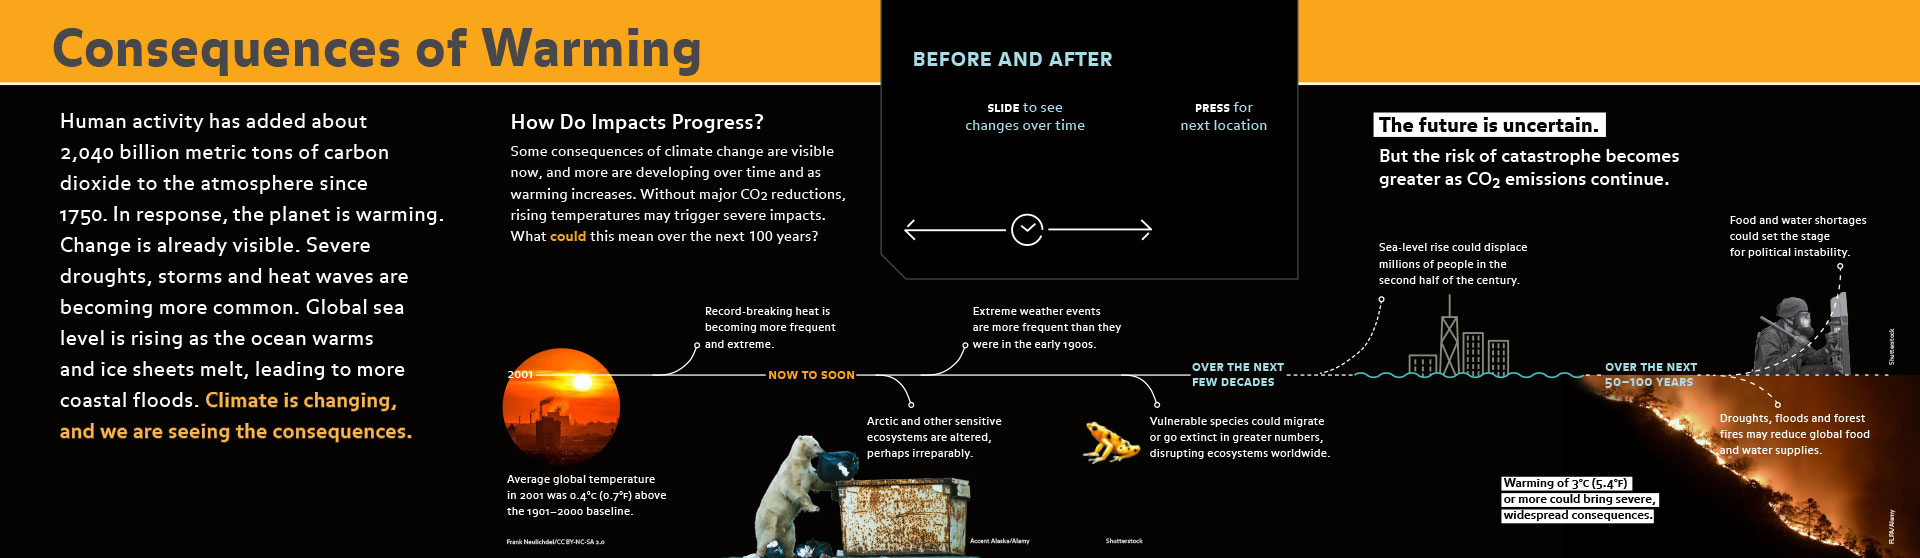 Consequences of Warming
Human activity has added about
2,040 billion metric tons of carbon
dioxide to the atmosphere since
1750. In response, the planet is warming.
Change is already visible. Severe
droughts, storms and heat waves are
becoming more common. Global sea
level is rising as the ocean warms
and ice sheets melt, leading to more
coastal floods. Climate is changing,
and we are seeing the consequences.
How Do Impacts Progress?
Some consequences of climate change are visible
now, and more are developing over time and as
warming increases. Without major CO2 reductions,
rising temperatures may trigger severe impacts.
What could this mean over the next 100 years?
BEFORE AND AFTER
SLIDE to see
changes over time
PRESS for
next location
The future is uncertain.
But the risk of catastrophe becomes
greater as CO2 emissions continue.
2001
Average global temperature
in 2001 was 0.4°C (0.7°F) above
the 1901–2000 baseline.
Frank Neulichdel/CC BY-NC-SA 2.0
Record-breaking heat is
becoming more frequent
and extreme.
NOW TO SOON
Arctic and other sensitive
ecosystems are altered,
perhaps irreparably.
Accent Alaska/Alamy
Extreme weather events
are more frequent than they
were in the early 1900s.
Vulnerable species could migrate
or go extinct in greater numbers,
disrupting ecosystems worldwide.
Shutterstock
OVER THE NEXT
FEW DECADES
Sea-level rise could displace
millions of people in the
second half of the century.
OVER THE NEXT
50–100 YEARS
Food and water shortages
could set the stage
for political instability.
Shutterstock
Droughts, floods and forest
fires may reduce global food
and water supplies.
Warming of 3°C (5.4°F)
or more could bring severe,
widespread consequences.
FLPA/Alamy